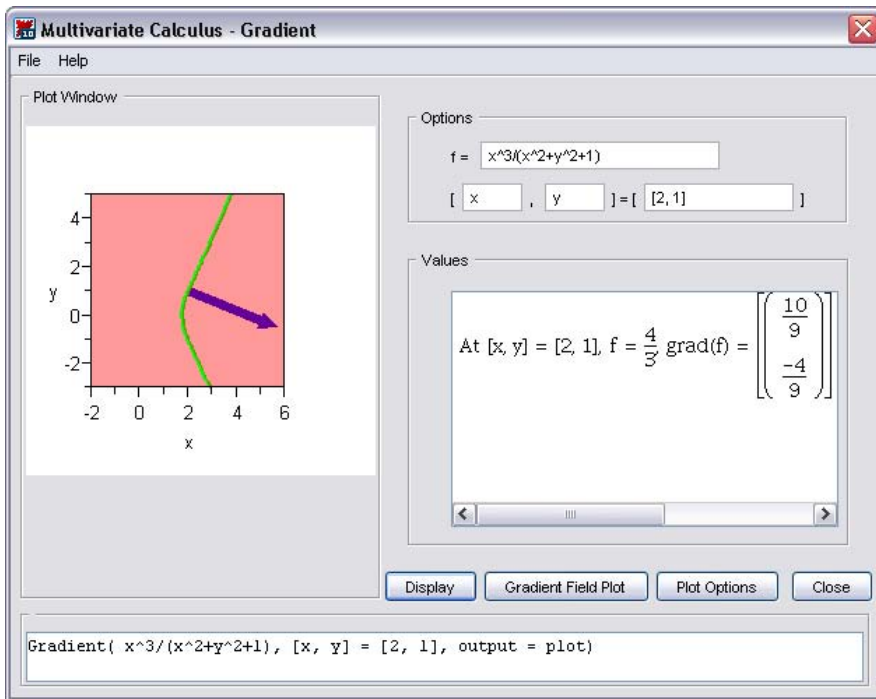 Multivariate Calculus - Gradient
File Help
Plot Window
4
2
y
0
-2
-2 0 2 4 6
x
Options
f = x^3/(x^2+y^2+1)
[ x , y ] = [ [2, 1] ]
Values
At [x, y] = [2, 1], f = 4/3, grad(f) = [(10/9 -4/9)]
Display Gradient Field Plot Plot Options Close
Gradient( x^3/(x^2+y^2+1), [x, y] = [2, 1], output = plot)